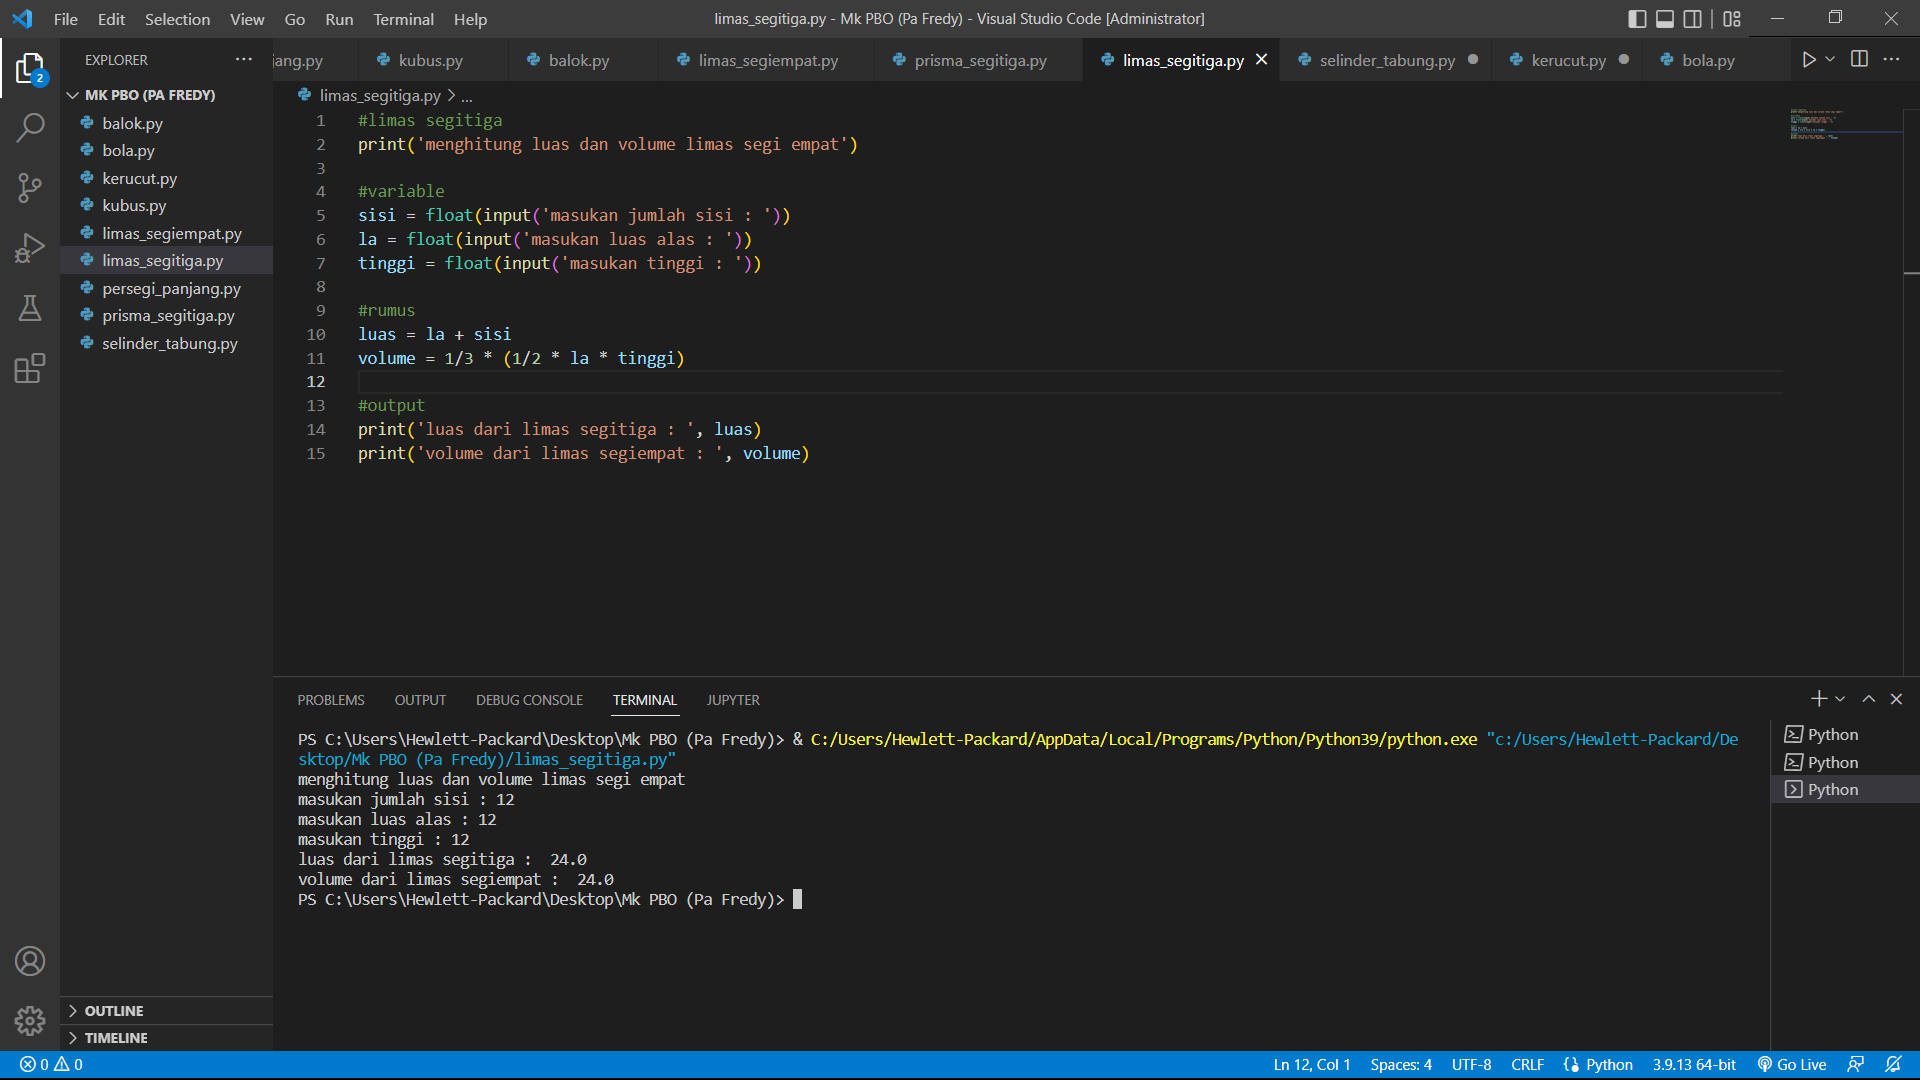 File Edit Selection View Go Run Terminal Help
limas_segitiga.py - Mk PBO (Pa Fredy) - Visual Studio Code [Administrator]
2
EXPLORER
MK PBO (PA FREDY)
balok.py
bola.py
kerucut.py
kubus.py
limas_segiempat.py
limas_segitiga.py
persegi_panjang.py
prisma_segitiga.py
selinder_tabung.py
OUTLINE
TIMELINE
jang.py kubus.py balok.py limas_segiempat.py prisma_segitiga.py limas_segitiga.py selinder_tabung.py kerucut.py bola.py
limas_segitiga.py > ...
1 #limas segitiga
2 print('menghitung luas dan volume limas segi empat')
3
4 #variable
5 sisi = float(input('masukan jumlah sisi : '))
6 la = float(input('masukan luas alas : '))
7 tinggi = float(input('masukan tinggi : '))
8
9 #rumus
10 luas = la + sisi
11 volume = 1/3 * (1/2 * la * tinggi)
12
13 #output
14 print('luas dari limas segitiga : ', luas)
15 print('volume dari limas segiempat : ', volume)
PROBLEMS OUTPUT DEBUG CONSOLE TERMINAL JUPYTER
PS C:\Users\Hewlett-Packard\Desktop\Mk PBO (Pa Fredy)> & C:/Users/Hewlett-Packard/AppData/Local/Programs/Python/Python39/python.exe "c:/Users/Hewlett-Packard/De
sktop/Mk PBO (Pa Fredy)/limas_segitiga.py"
menghitung luas dan volume limas segi empat
masukan jumlah sisi : 12
masukan luas alas : 12
masukan tinggi : 12
luas dari limas segitiga :  24.0
volume dari limas segiempat :  24.0
PS C:\Users\Hewlett-Packard\Desktop\Mk PBO (Pa Fredy)>
Python
Python
Python
0 0
Ln 12, Col 1 Spaces: 4 UTF-8 CRLF Python 3.9.13 64-bit Go Live